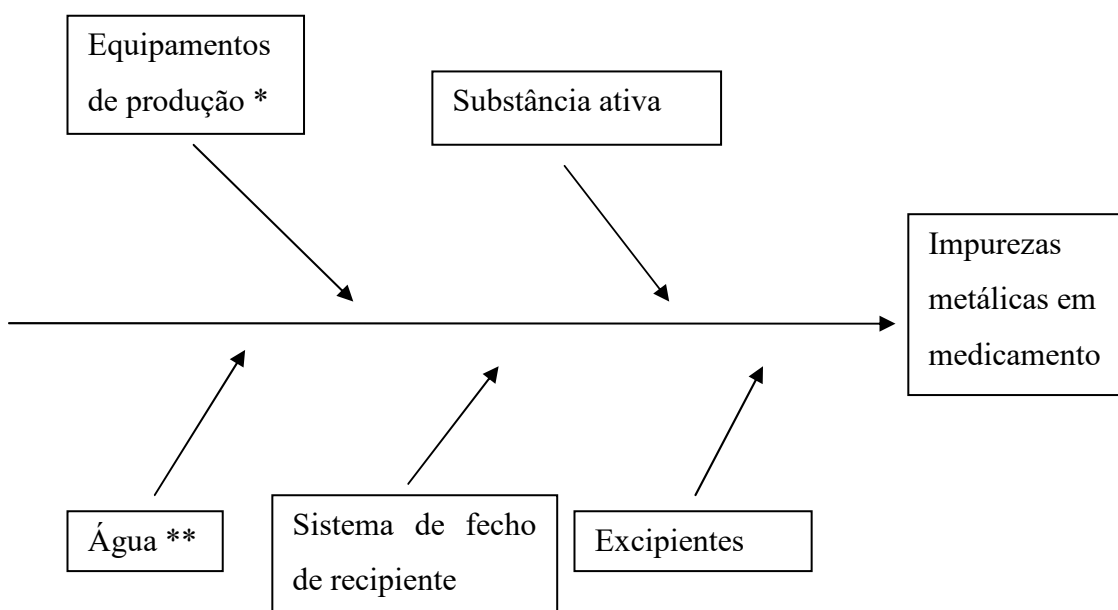 Equipamentos
de produção *
Substância ativa
Impurezas
metálicas em
medicamento
Água **
Sistema de fecho
de recipiente
Excipientes